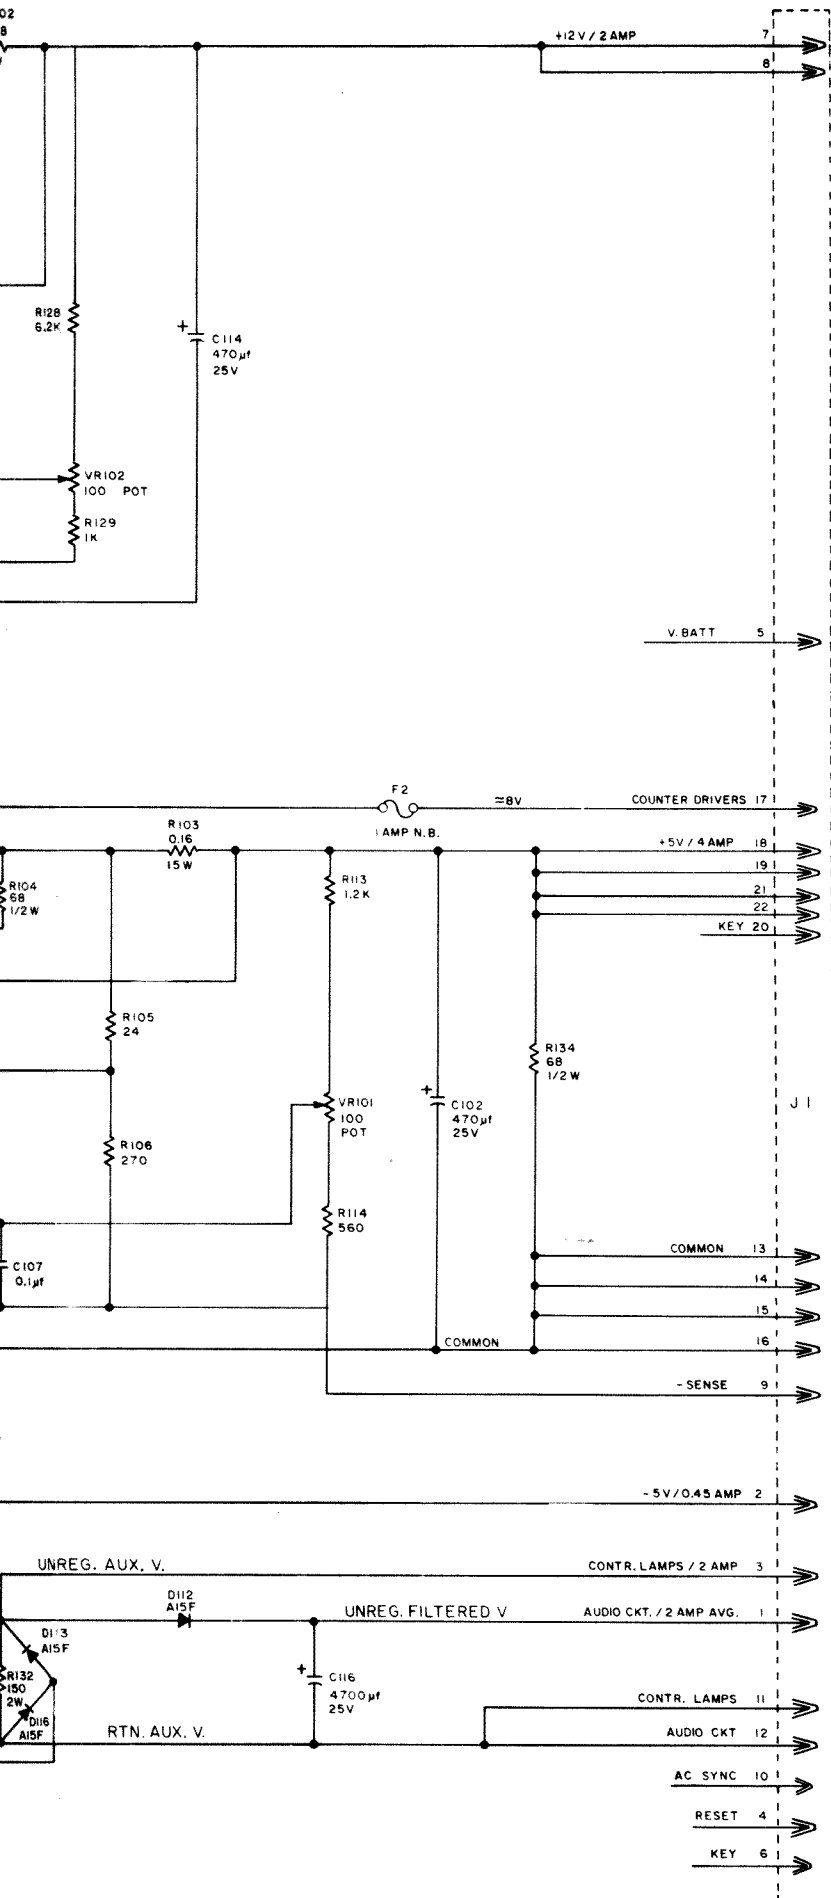 02
8
+12V / 2 AMP 7
8
R128
6.2K
C114
470µf
25V
VR102
100 POT
R129
1K
V. BATT 5
F2
≈8V
COUNTER DRIVERS 17
1 AMP N.B.
R103
0.16
15W
+5V / 4 AMP 18
19
21
22
KEY 20
R104
68
1/2 W
R113
1.2K
R105
24
R134
68
1/2 W
VR101
100
POT
C102
470µf
25V
J1
R106
270
R114
560
C107
0.1µf
COMMON 13
14
15
COMMON 16
- SENSE 9
- 5V/0.45 AMP 2
UNREG. AUX. V.
CONTR. LAMPS / 2 AMP 3
D112
A15F
UNREG. FILTERED V
AUDIO CKT. / 2 AMP AVG. 1
D113
A15F
R132
150
2W
D116
A15F
C116
4700µf
25V
CONTR. LAMPS 11
RTN. AUX. V.
AUDIO CKT 12
AC SYNC 10
RESET 4
KEY 6